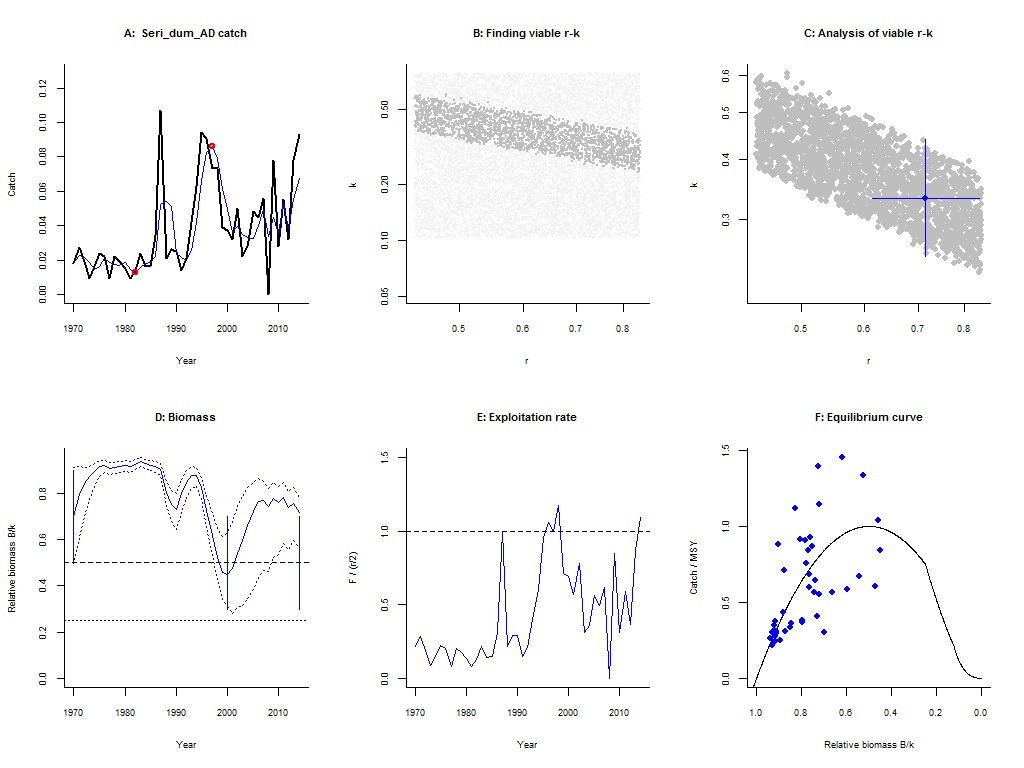 A: Seri_dum_AD catch
Catch
0.00 0.02 0.04 0.06 0.08 0.10 0.12
1970 1980 1990 2000 2010
Year
B: Finding viable r-k
k
0.05 0.10 0.20 0.50
0.5 0.6 0.7 0.8
r
C: Analysis of viable r-k
k
0.3 0.4 0.5 0.6
0.5 0.6 0.7 0.8
r
D: Biomass
Relative biomass B/k
0.0 0.2 0.4 0.6 0.8
1970 1980 1990 2000 2010
Year
E: Exploitation rate
F / (r/2)
0.0 0.5 1.0 1.5
1970 1980 1990 2000 2010
Year
F: Equilibrium curve
Catch / MSY
0.0 0.5 1.0 1.5
1.0 0.8 0.6 0.4 0.2 0.0
Relative biomass B/k